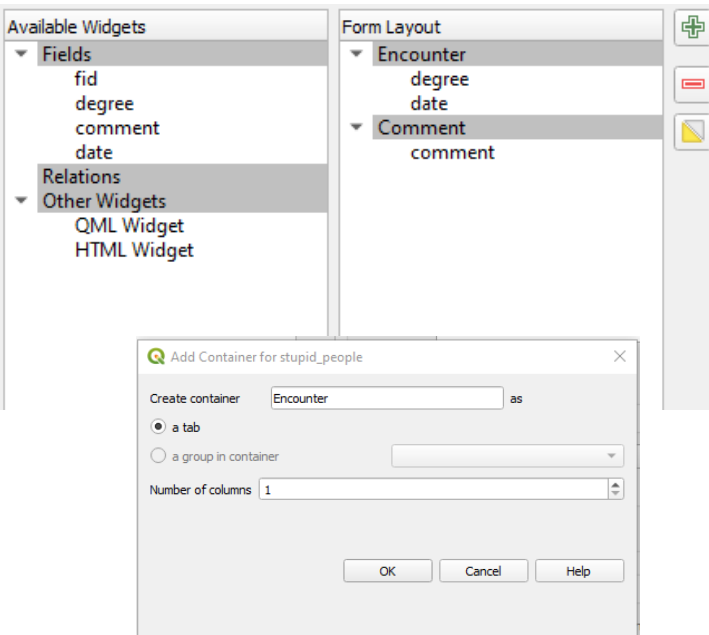 Available Widgets
Fields
fid
degree
comment
date
Relations
Other Widgets
QML Widget
HTML Widget
Form Layout
Encounter
degree
date
Comment
comment
Add Container for stupid_people
Create container Encounter as
a tab
a group in container
Number of columns 1
OK Cancel Help